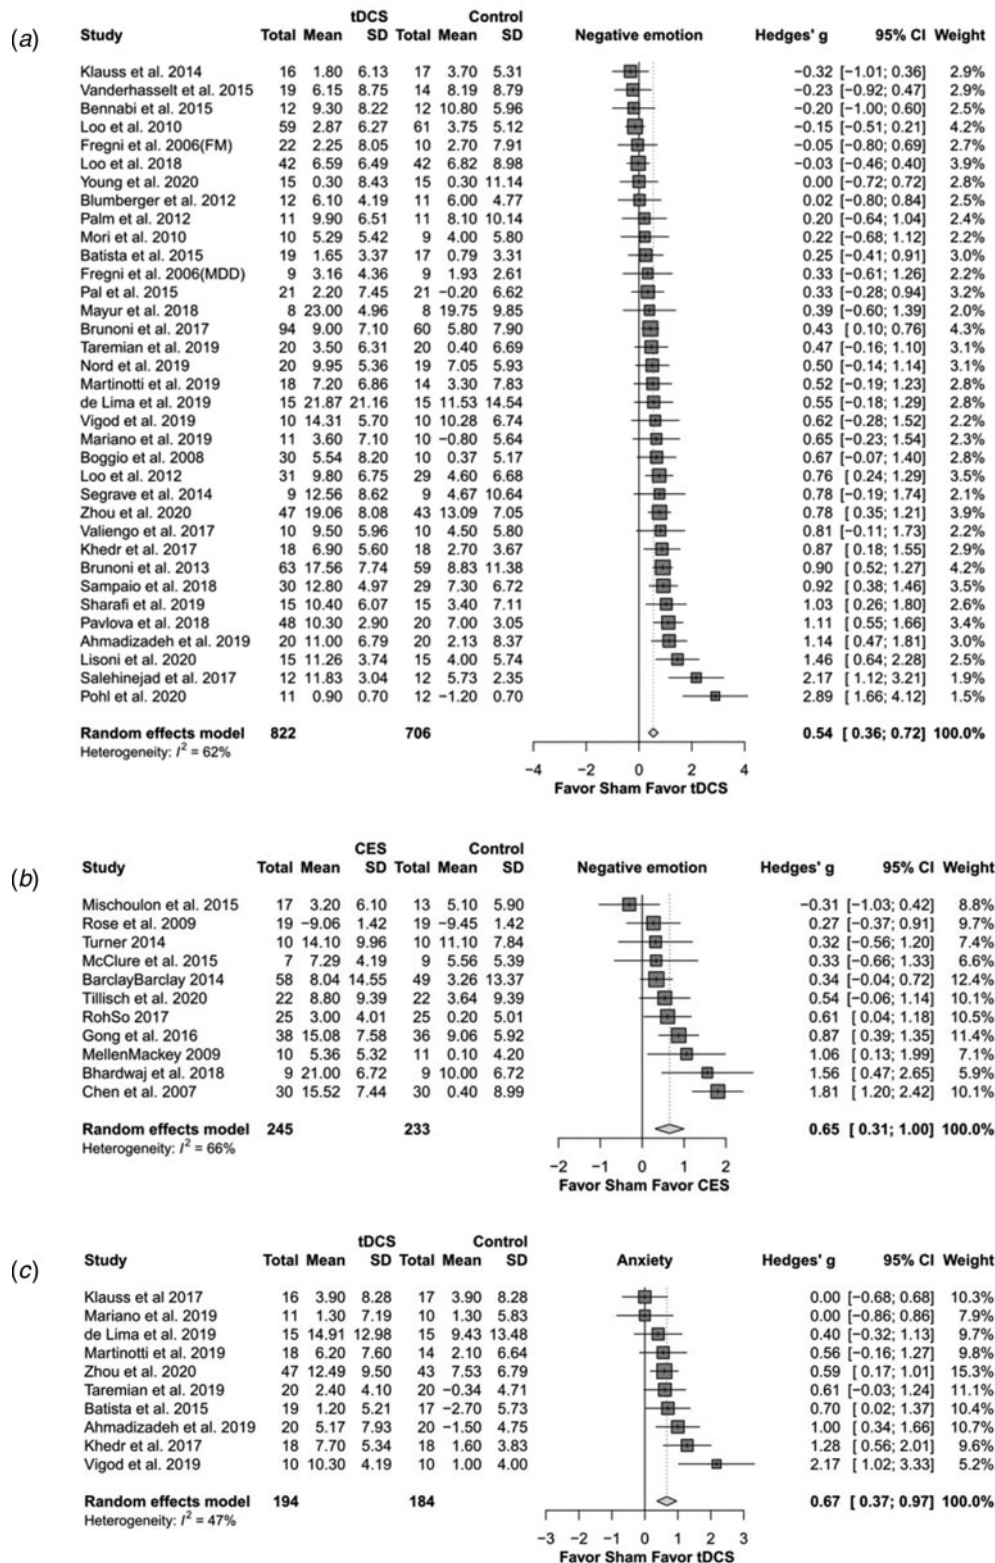 (a)
tDCS Control
Study Total Mean SD Total Mean SD Negative emotion Hedges' g 95% CI Weight
Klauss et al. 2014 16 1.80 6.13 17 3.70 5.31 −0.32 [−1.01; 0.36] 2.9%
Vanderhasselt et al. 2015 19 6.15 8.75 14 8.19 8.79 −0.23 [−0.92; 0.47] 2.9%
Bennabi et al. 2015 12 9.30 8.22 12 10.80 5.96 −0.20 [−1.00; 0.60] 2.5%
Loo et al. 2010 59 2.87 6.27 61 3.75 5.12 −0.15 [−0.51; 0.21] 4.2%
Fregni et al. 2006(FM) 22 2.25 8.05 10 2.70 7.91 −0.05 [−0.80; 0.69] 2.7%
Loo et al. 2018 42 6.59 6.49 42 6.82 8.98 −0.03 [−0.46; 0.40] 3.9%
Young et al. 2020 15 0.30 8.43 15 0.30 11.14 0.00 [−0.72; 0.72] 2.8%
Blumberger et al. 2012 12 6.10 4.19 11 6.00 4.77 0.02 [−0.80; 0.84] 2.5%
Palm et al. 2012 11 9.90 6.51 11 8.10 10.14 0.20 [−0.64; 1.04] 2.4%
Mori et al. 2010 10 5.29 5.42 9 4.00 5.80 0.22 [−0.68; 1.12] 2.2%
Batista et al. 2015 19 1.65 3.37 17 0.79 3.31 0.25 [−0.41; 0.91] 3.0%
Fregni et al. 2006(MDD) 9 3.16 4.36 9 1.93 2.61 0.33 [−0.61; 1.26] 2.2%
Pal et al. 2015 21 2.20 7.45 21 −0.20 6.62 0.33 [−0.28; 0.94] 3.2%
Mayur et al. 2018 8 23.00 4.96 8 19.75 9.85 0.39 [−0.60; 1.39] 2.0%
Brunoni et al. 2017 94 9.00 7.10 60 5.80 7.90 0.43 [ 0.10; 0.76] 4.3%
Taremian et al. 2019 20 3.50 6.31 20 0.40 6.69 0.47 [−0.16; 1.10] 3.1%
Nord et al. 2019 20 9.95 5.36 19 7.05 5.93 0.50 [−0.14; 1.14] 3.1%
Martinotti et al. 2019 18 7.20 6.86 14 3.30 7.83 0.52 [−0.19; 1.23] 2.8%
de Lima et al. 2019 15 21.87 21.16 15 11.53 14.54 0.55 [−0.18; 1.29] 2.8%
Vigod et al. 2019 10 14.31 5.70 10 10.28 6.74 0.62 [−0.28; 1.52] 2.2%
Mariano et al. 2019 11 3.60 7.10 10 −0.80 5.64 0.65 [−0.23; 1.54] 2.3%
Boggio et al. 2008 30 5.54 8.20 10 0.37 5.17 0.67 [−0.07; 1.40] 2.7%
Loo et al. 2012 31 9.80 6.75 29 4.60 6.68 0.76 [ 0.24; 1.29] 3.5%
Segrave et al. 2014 9 12.56 8.62 9 4.67 10.64 0.78 [−0.19; 1.74] 2.1%
Zhou et al. 2020 47 19.06 8.08 43 13.09 7.05 0.78 [ 0.35; 1.21] 3.9%
Valiengo et al. 2017 10 9.50 5.96 10 4.50 5.80 0.81 [−0.11; 1.73] 2.2%
Khedr et al. 2017 18 6.90 5.60 18 2.70 3.67 0.87 [ 0.18; 1.55] 2.9%
Brunoni et al. 2013 63 17.56 7.74 59 8.83 11.38 0.90 [ 0.52; 1.27] 4.2%
Sampaio et al. 2018 30 12.80 4.97 29 7.30 6.72 0.92 [ 0.38; 1.46] 3.5%
Sharafi et al. 2019 15 10.40 6.07 15 3.40 7.11 1.03 [ 0.26; 1.80] 2.6%
Pavlova et al. 2018 48 10.30 2.90 20 7.00 3.05 1.11 [ 0.55; 1.66] 3.4%
Ahmadizadeh et al. 2019 20 11.00 6.79 20 2.13 8.37 1.14 [ 0.47; 1.81] 3.0%
Lisoni et al. 2020 15 11.26 3.74 15 4.00 5.74 1.46 [ 0.64; 2.28] 2.5%
Salehinejad et al. 2017 12 11.83 3.04 12 5.73 2.35 2.17 [ 1.12; 3.21] 1.9%
Pohl et al. 2020 11 0.90 0.70 12 −1.20 0.70 2.89 [ 1.66; 4.12] 1.5%
Random effects model 822 706 0.54 [ 0.36; 0.72] 100.0%
Heterogeneity: I² = 62%
−4 −2 0 2 4
Favor Sham Favor tDCS
(b)
CES Control
Study Total Mean SD Total Mean SD Negative emotion Hedges' g 95% CI Weight
Mischoulon et al. 2015 17 3.20 6.10 13 5.10 5.90 −0.31 [−1.03; 0.42] 8.8%
Rose et al. 2009 19 −9.06 1.42 19 −9.45 1.42 0.27 [−0.37; 0.91] 9.7%
Turner 2014 10 14.10 9.96 10 11.10 7.84 0.32 [−0.56; 1.20] 7.4%
McClure et al. 2015 7 7.29 4.19 9 5.56 5.39 0.33 [−0.66; 1.33] 6.6%
BarclayBarclay 2014 58 8.04 14.55 49 3.26 13.37 0.34 [−0.04; 0.72] 12.4%
Tillisch et al. 2020 22 8.80 9.39 22 3.64 9.39 0.54 [−0.06; 1.14] 10.1%
RohSo 2017 25 3.00 4.01 25 0.20 5.01 0.61 [ 0.04; 1.18] 10.5%
Gong et al. 2016 38 15.08 7.58 36 9.06 5.92 0.87 [ 0.39; 1.35] 11.4%
MellenMackey 2009 10 5.36 5.32 11 0.10 4.20 1.06 [ 0.13; 1.99] 7.1%
Bhardwaj et al. 2018 9 21.00 6.72 9 10.00 6.72 1.56 [ 0.47; 2.65] 5.9%
Chen et al. 2007 30 15.52 7.44 30 0.40 8.99 1.81 [ 1.20; 2.42] 10.1%
Random effects model 245 233 0.65 [ 0.31; 1.00] 100.0%
Heterogeneity: I² = 66%
−2 −1 0 1 2
Favor Sham Favor CES
(c)
tDCS Control
Study Total Mean SD Total Mean SD Anxiety Hedges' g 95% CI Weight
Klauss et al 2017 16 3.90 8.28 17 3.90 8.28 0.00 [−0.68; 0.68] 10.3%
Mariano et al. 2019 11 1.30 7.19 10 1.30 5.83 0.00 [−0.86; 0.86] 7.9%
de Lima et al. 2019 15 14.91 12.98 15 9.43 13.48 0.40 [−0.32; 1.13] 9.7%
Martinotti et al. 2019 18 6.20 7.60 14 2.10 6.64 0.56 [−0.16; 1.27] 9.8%
Zhou et al. 2020 47 12.49 9.50 43 7.53 6.79 0.59 [ 0.17; 1.01] 15.3%
Taremian et al. 2019 20 2.40 4.10 20 −0.34 4.71 0.61 [−0.03; 1.24] 11.1%
Batista et al. 2015 19 1.20 5.21 17 −2.70 5.73 0.70 [ 0.02; 1.37] 10.4%
Ahmadizadeh et al. 2019 20 5.17 7.93 20 −1.50 4.75 1.00 [ 0.34; 1.66] 10.7%
Khedr et al. 2017 18 7.70 5.34 18 1.60 3.83 1.28 [ 0.56; 2.01] 9.6%
Vigod et al. 2019 10 10.30 4.19 10 1.00 4.00 2.17 [ 1.02; 3.33] 5.2%
Random effects model 194 184 0.67 [ 0.37; 0.97] 100.0%
Heterogeneity: I² = 47%
−3 −2 −1 0 1 2 3
Favor Sham Favor tDCS